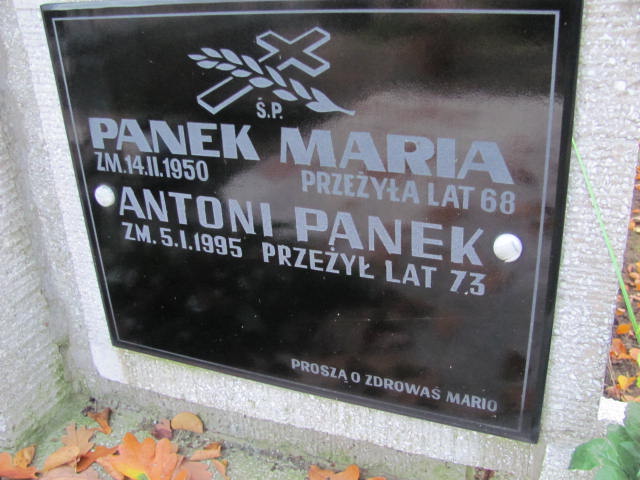 Ś.P.
PANEK MARIA
ZM.14.II.1950 PRZEŻYŁA LAT 68
ANTONI PANEK
ZM. 5.I.1995 PRZEŻYŁ LAT 73
PROSZĄ O ZDROWAŚ MARIO